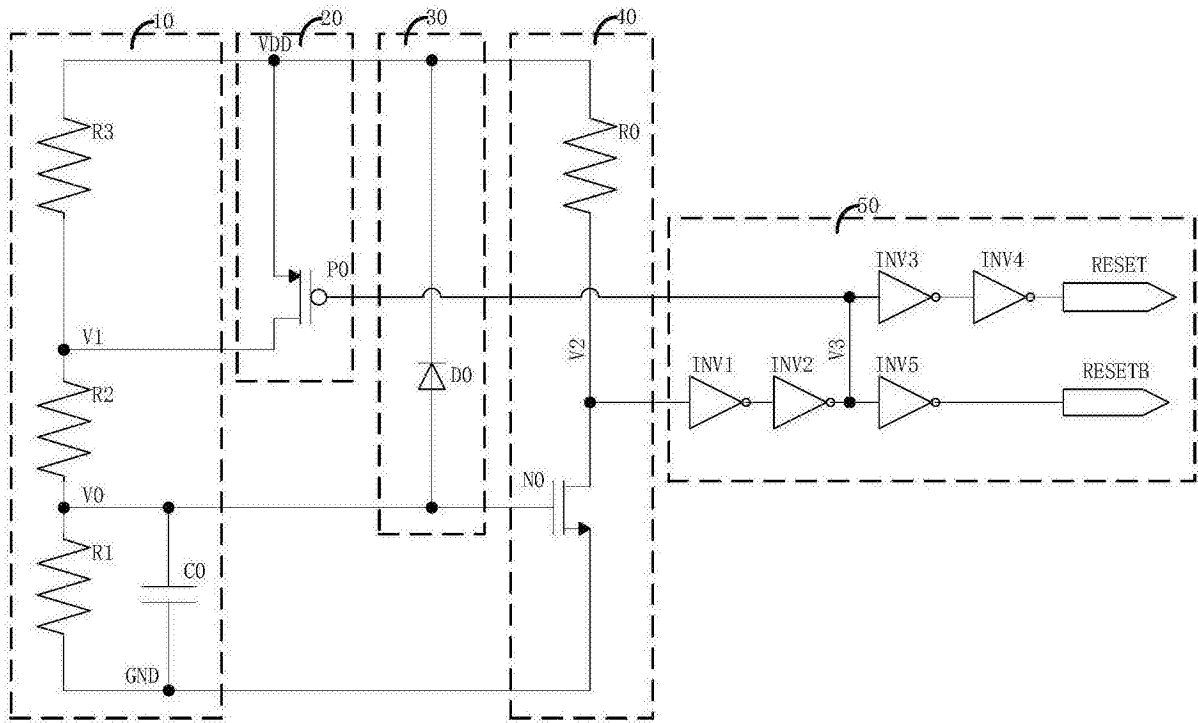 10
20
30
40
VDD
R3
R0
50
P0
INV3
INV4
RESET
V1
V2
V3
R2
D0
INV1
INV2
INV5
RESETB
V0
N0
R1
C0
GND